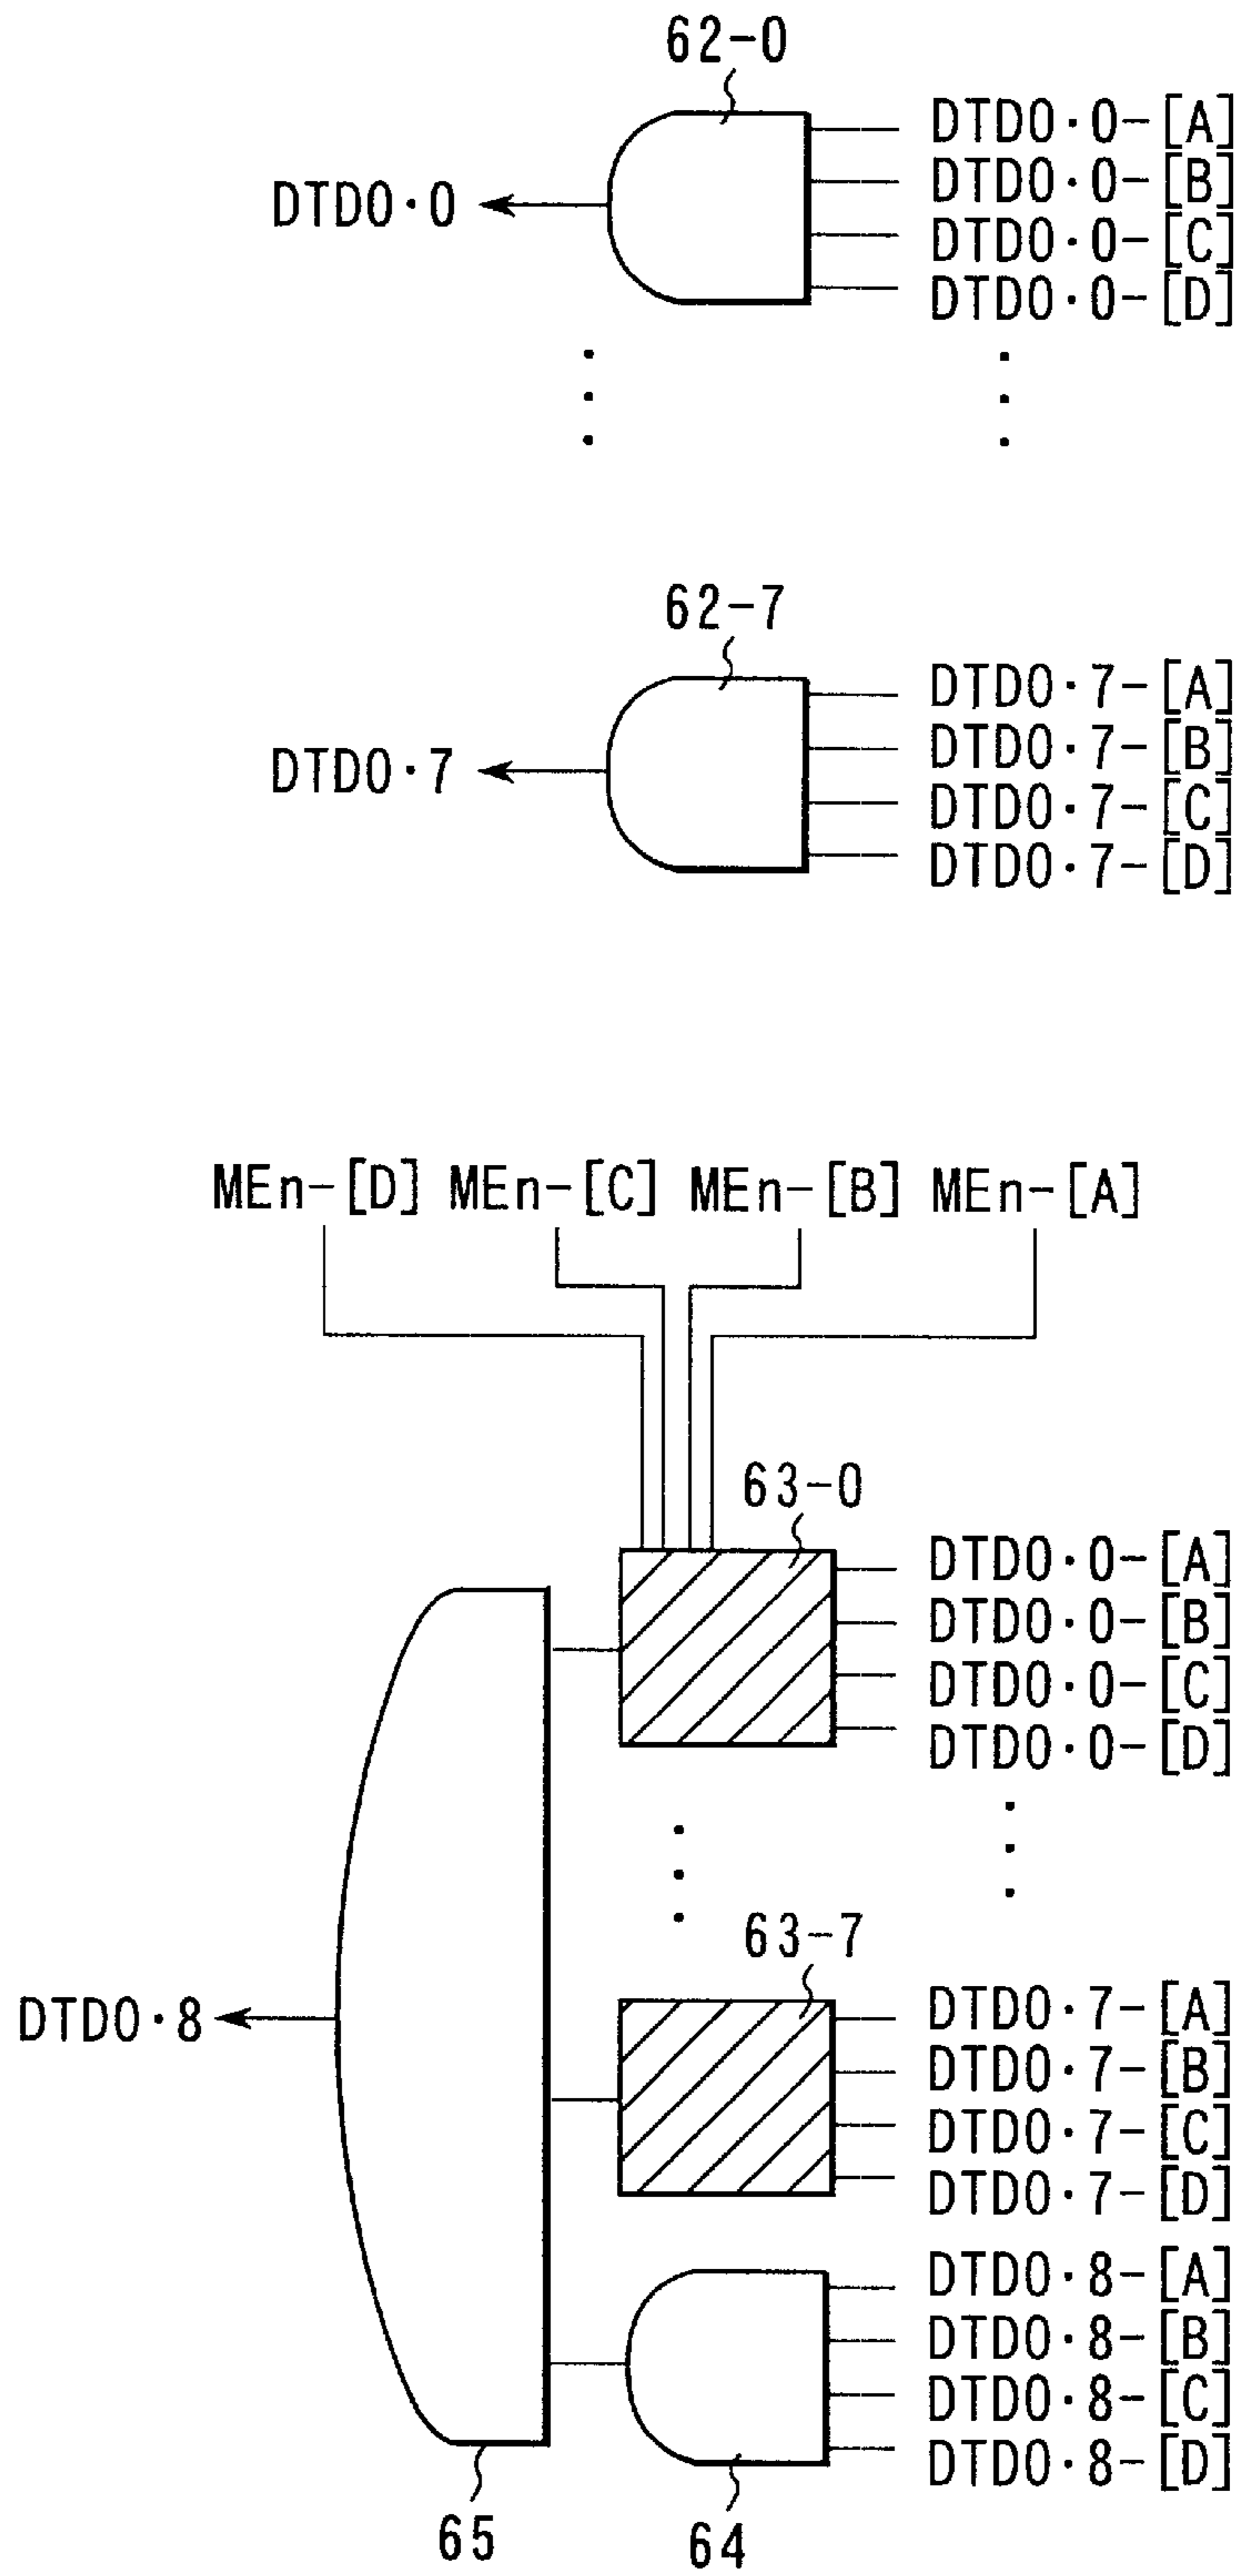 62-0
DTD0·0-[A]
DTD0·0-[B]
DTD0·0 DTD0·0-[C]
DTD0·0-[D]
62-7
DTD0·7-[A]
DTD0·7-[B]
DTD0·7 DTD0·7-[C]
DTD0·7-[D]
MEn-[D] MEn-[C] MEn-[B] MEn-[A]
63-0
DTD0·0-[A]
DTD0·0-[B]
DTD0·0-[C]
DTD0·0-[D]
63-7
DTD0·7-[A]
DTD0·8 DTD0·7-[B]
DTD0·7-[C]
DTD0·7-[D]
DTD0·8-[A]
DTD0·8-[B]
DTD0·8-[C]
DTD0·8-[D]
65 64